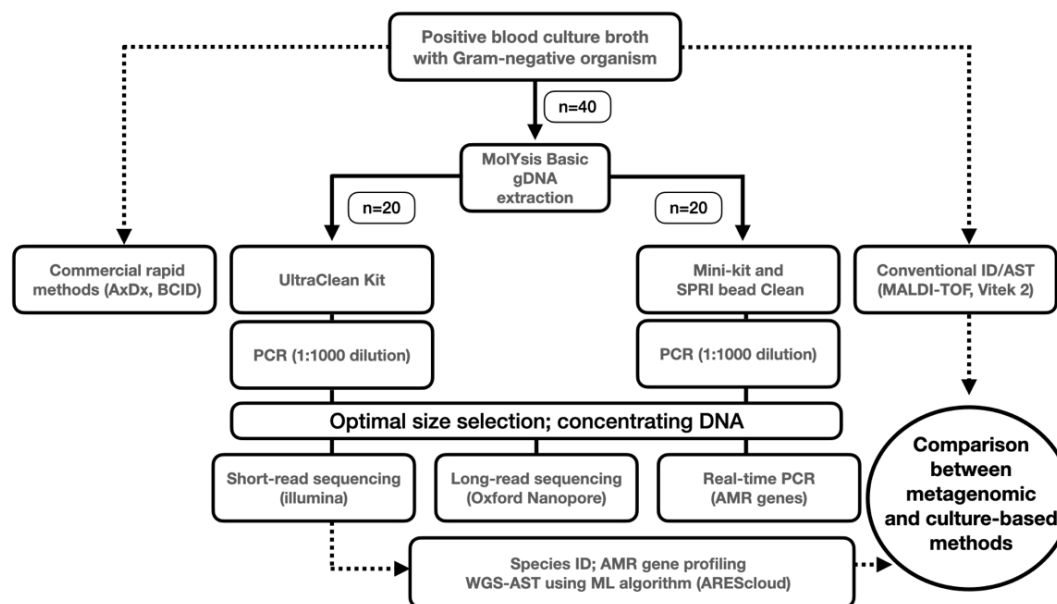 Positive blood culture broth
with Gram-negative organism
n=40
MolYsis Basic
gDNA
extraction
n=20
n=20
Commercial rapid
methods (AxDx, BCID)
UltraClean Kit
Mini-kit and
SPRI bead Clean
Conventional ID/AST
(MALDI-TOF, Vitek 2)
PCR (1:1000 dilution)
PCR (1:1000 dilution)
Optimal size selection; concentrating DNA
Short-read sequencing
(illumina)
Long-read sequencing
(Oxford Nanopore)
Real-time PCR
(AMR genes)
Comparison
between
metagenomic
and culture-based
methods
Species ID; AMR gene profiling
WGS-AST using ML algorithm (AREScloud)